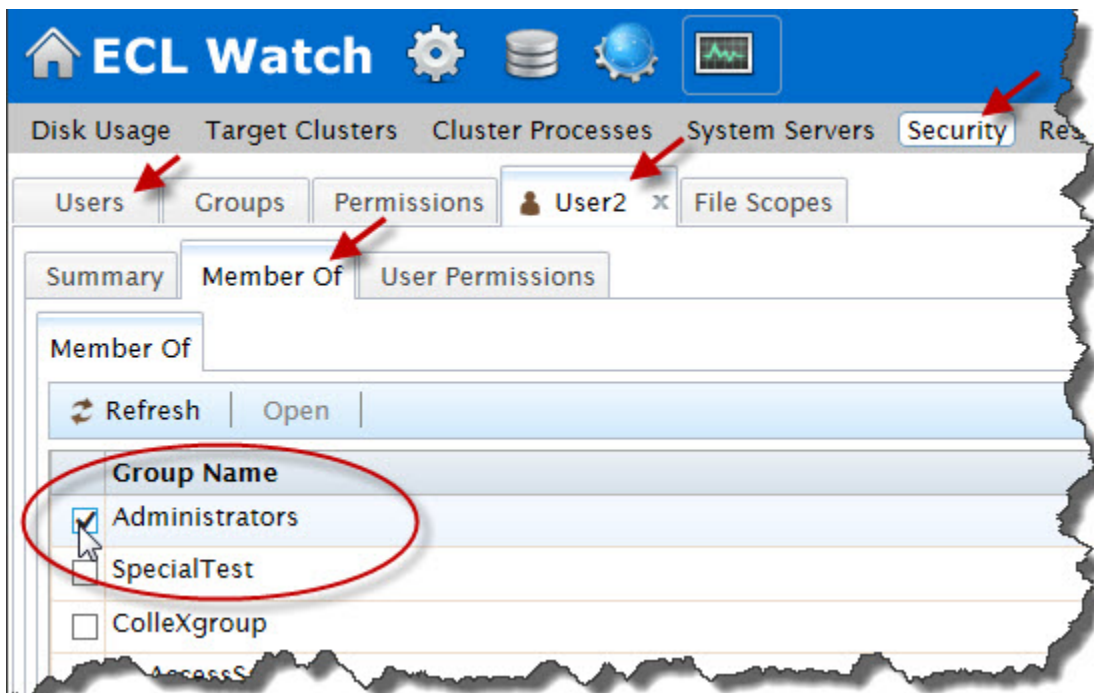 ECL Watch
Disk Usage Target Clusters Cluster Processes System Servers Security
Users Groups Permissions User2 x File Scopes
Summary Member Of User Permissions
Member Of
Refresh Open
Group Name
Administrators
SpecialTest
ColleXgroup